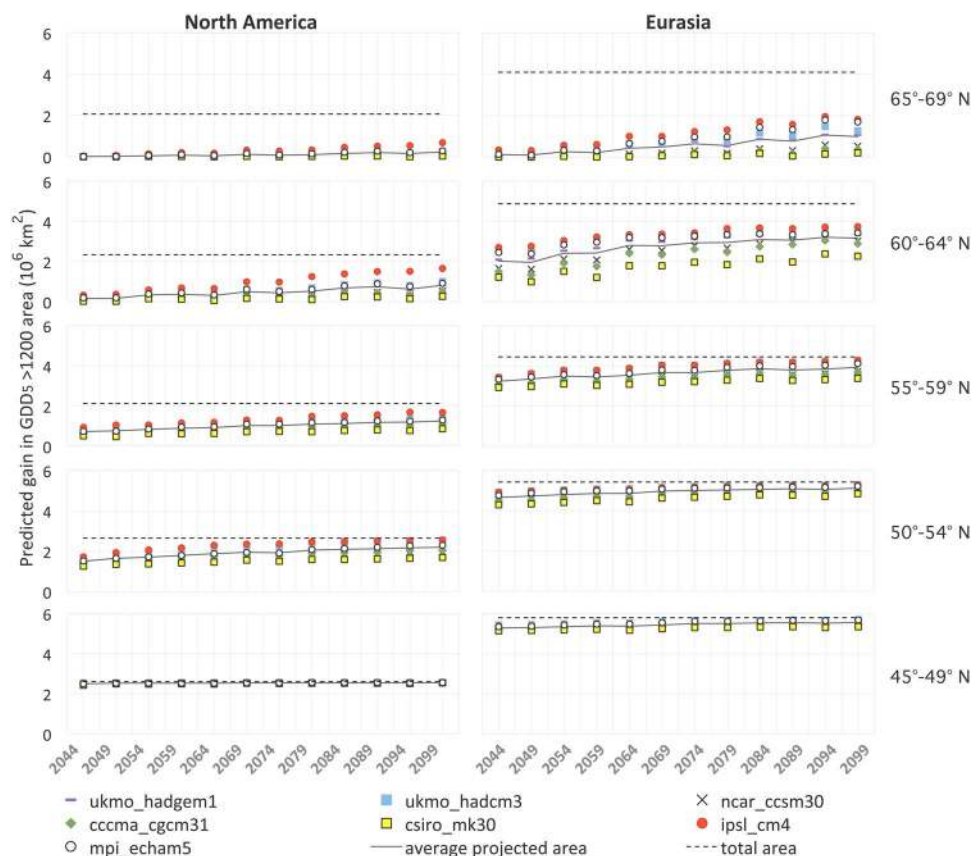 North America
Eurasia
Predicted gain in GDD5 >1200 area (10⁶ km²)
6
4
2
0
65°-69° N
6
4
2
0
60°-64° N
6
4
2
0
55°-59° N
6
4
2
0
50°-54° N
6
4
2
0
45°-49° N
2044 2049 2054 2059 2064 2069 2074 2079 2084 2089 2094 2099
2044 2049 2054 2059 2064 2069 2074 2079 2084 2089 2094 2099
ukmo_hadgem1 ukmo_hadcm3 ncar_ccsm30
cccma_cgcm31 csiro_mk30 ipsl_cm4
mpi_echam5 average projected area total area